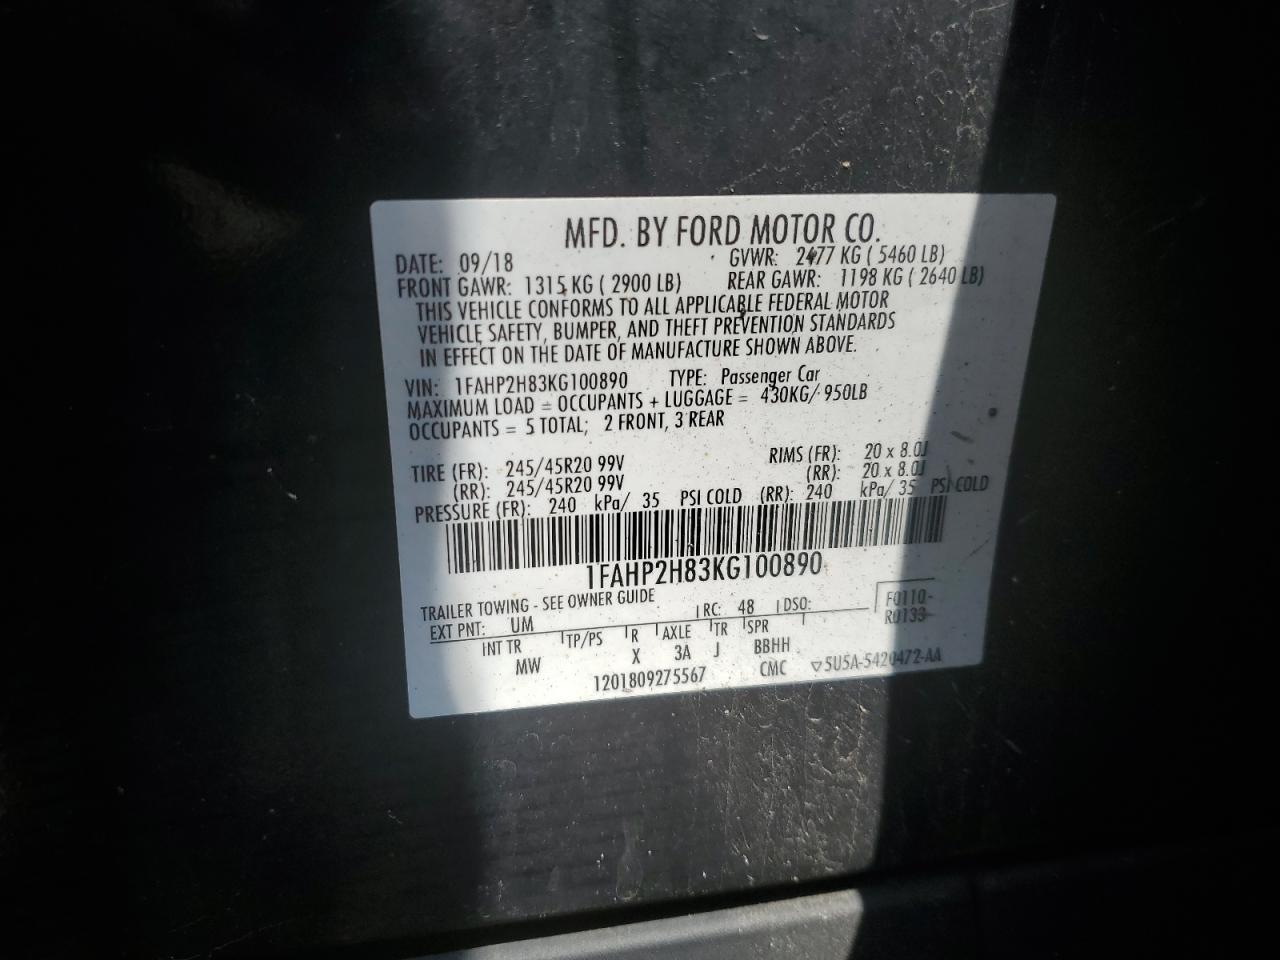 MFD. BY FORD MOTOR CO.
DATE: 09/18 GVWR: 2477 KG ( 5460 LB)
FRONT GAWR: 1315 KG ( 2900 LB) REAR GAWR: 1198 KG ( 2640 LB)
THIS VEHICLE CONFORMS TO ALL APPLICABLE FEDERAL MOTOR
VEHICLE SAFETY, BUMPER, AND THEFT PREVENTION STANDARDS
IN EFFECT ON THE DATE OF MANUFACTURE SHOWN ABOVE.
VIN: 1FAHP2H83KG100890 TYPE: Passenger Car
MAXIMUM LOAD = OCCUPANTS + LUGGAGE = 430KG/ 950LB
OCCUPANTS = 5 TOTAL; 2 FRONT, 3 REAR
TIRE (FR): 245/45R20 99V RIMS (FR): 20 x 8.0J
(RR): 245/45R20 99V (RR): 20 x 8.0J
PRESSURE (FR): 240 kPa/ 35 PSI COLD (RR): 240 kPa/ 35 PSI COLD
1FAHP2H83KG100890
TRAILER TOWING - SEE OWNER GUIDE
EXT PNT: UM RC: 48 DSO: F0110-
R0133-
INT TR TP/PS R AXLE TR SPR
MW X 3A J BBHH
1201809275567 CMC ▽5U5A-5420472-AA